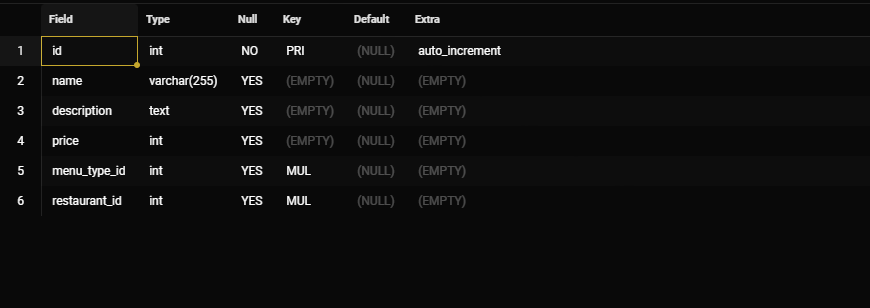 Field Type Null Key Default Extra
1 id int NO PRI (NULL) auto_increment
2 name varchar(255) YES (EMPTY) (NULL) (EMPTY)
3 description text YES (EMPTY) (NULL) (EMPTY)
4 price int YES (EMPTY) (NULL) (EMPTY)
5 menu_type_id int YES MUL (NULL) (EMPTY)
6 restaurant_id int YES MUL (NULL) (EMPTY)